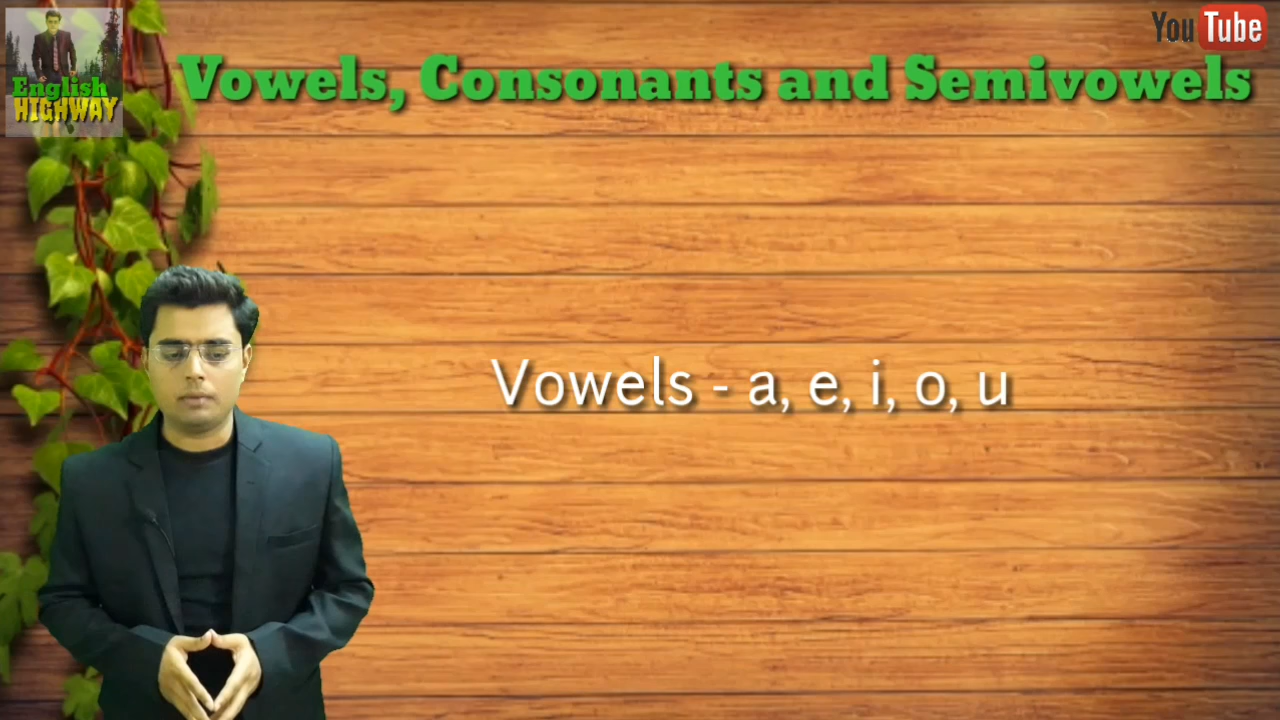 YouTube
English
HIGHWAY
Vowels, Consonants and Semivowels
Vowels - a, e, i, o, u